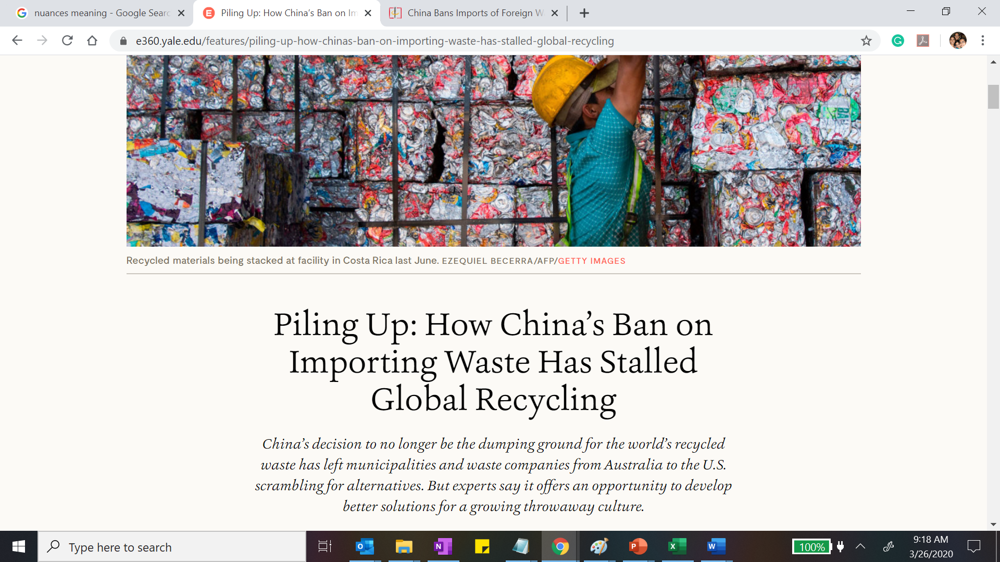 nuances meaning - Google Searc
Piling Up: How China's Ban on Im
China Bans Imports of Foreign W
e360.yale.edu/features/piling-up-how-chinas-ban-on-importing-waste-has-stalled-global-recycling
Recycled materials being stacked at facility in Costa Rica last June. EZEQUIEL BECERRA/AFP/GETTY IMAGES
Piling Up: How China’s Ban on
Importing Waste Has Stalled
Global Recycling
China’s decision to no longer be the dumping ground for the world’s recycled
waste has left municipalities and waste companies from Australia to the U.S.
scrambling for alternatives. But experts say it offers an opportunity to develop
better solutions for a growing throwaway culture.
Type here to search
100%
9:18 AM
3/26/2020